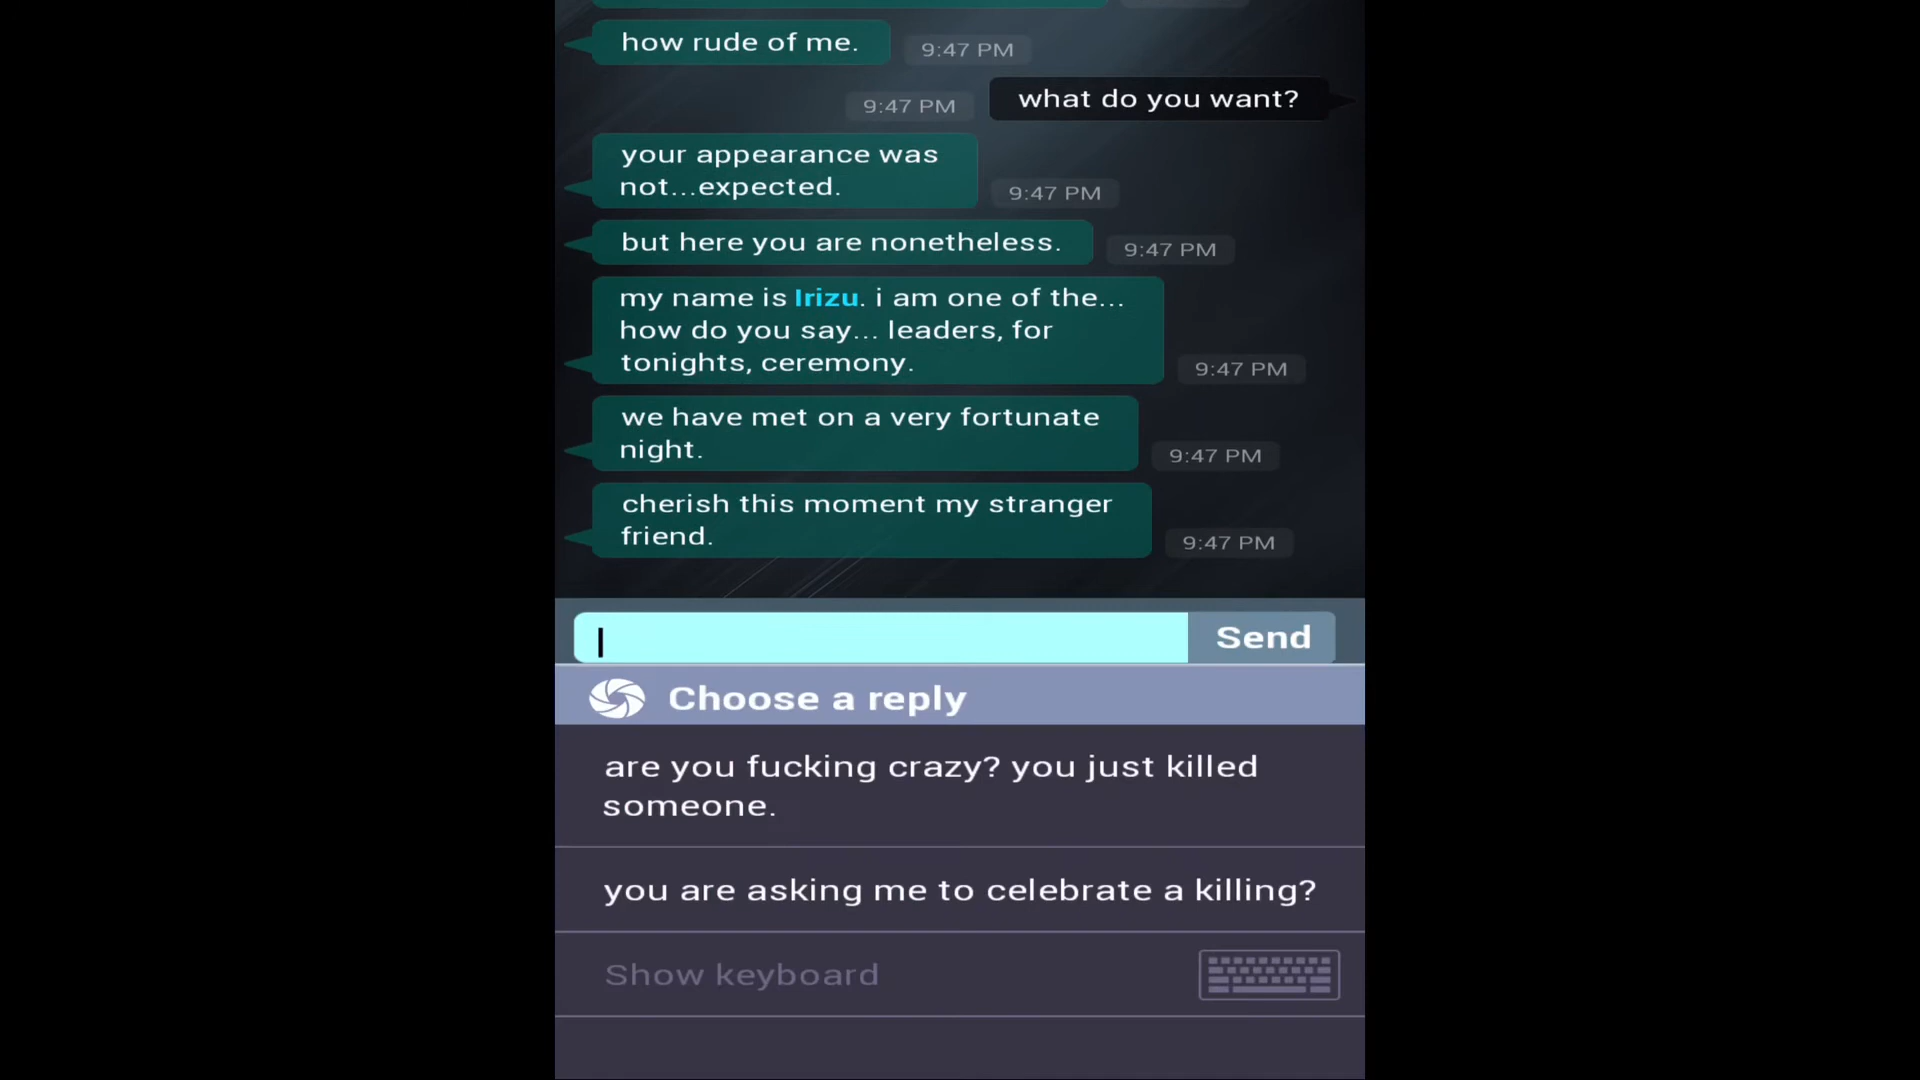 how rude of me.
9:47 PM
what do you want?
9:47 PM
your appearance was
not...expected.
9:47 PM
but here you are nonetheless.
9:47 PM
my name is Irizu. i am one of the...
how do you say... leaders, for
tonights, ceremony.
9:47 PM
we have met on a very fortunate
night.
9:47 PM
cherish this moment my stranger
friend.
9:47 PM
Send
Choose a reply
are you fucking crazy? you just killed
someone.
you are asking me to celebrate a killing?
Show keyboard